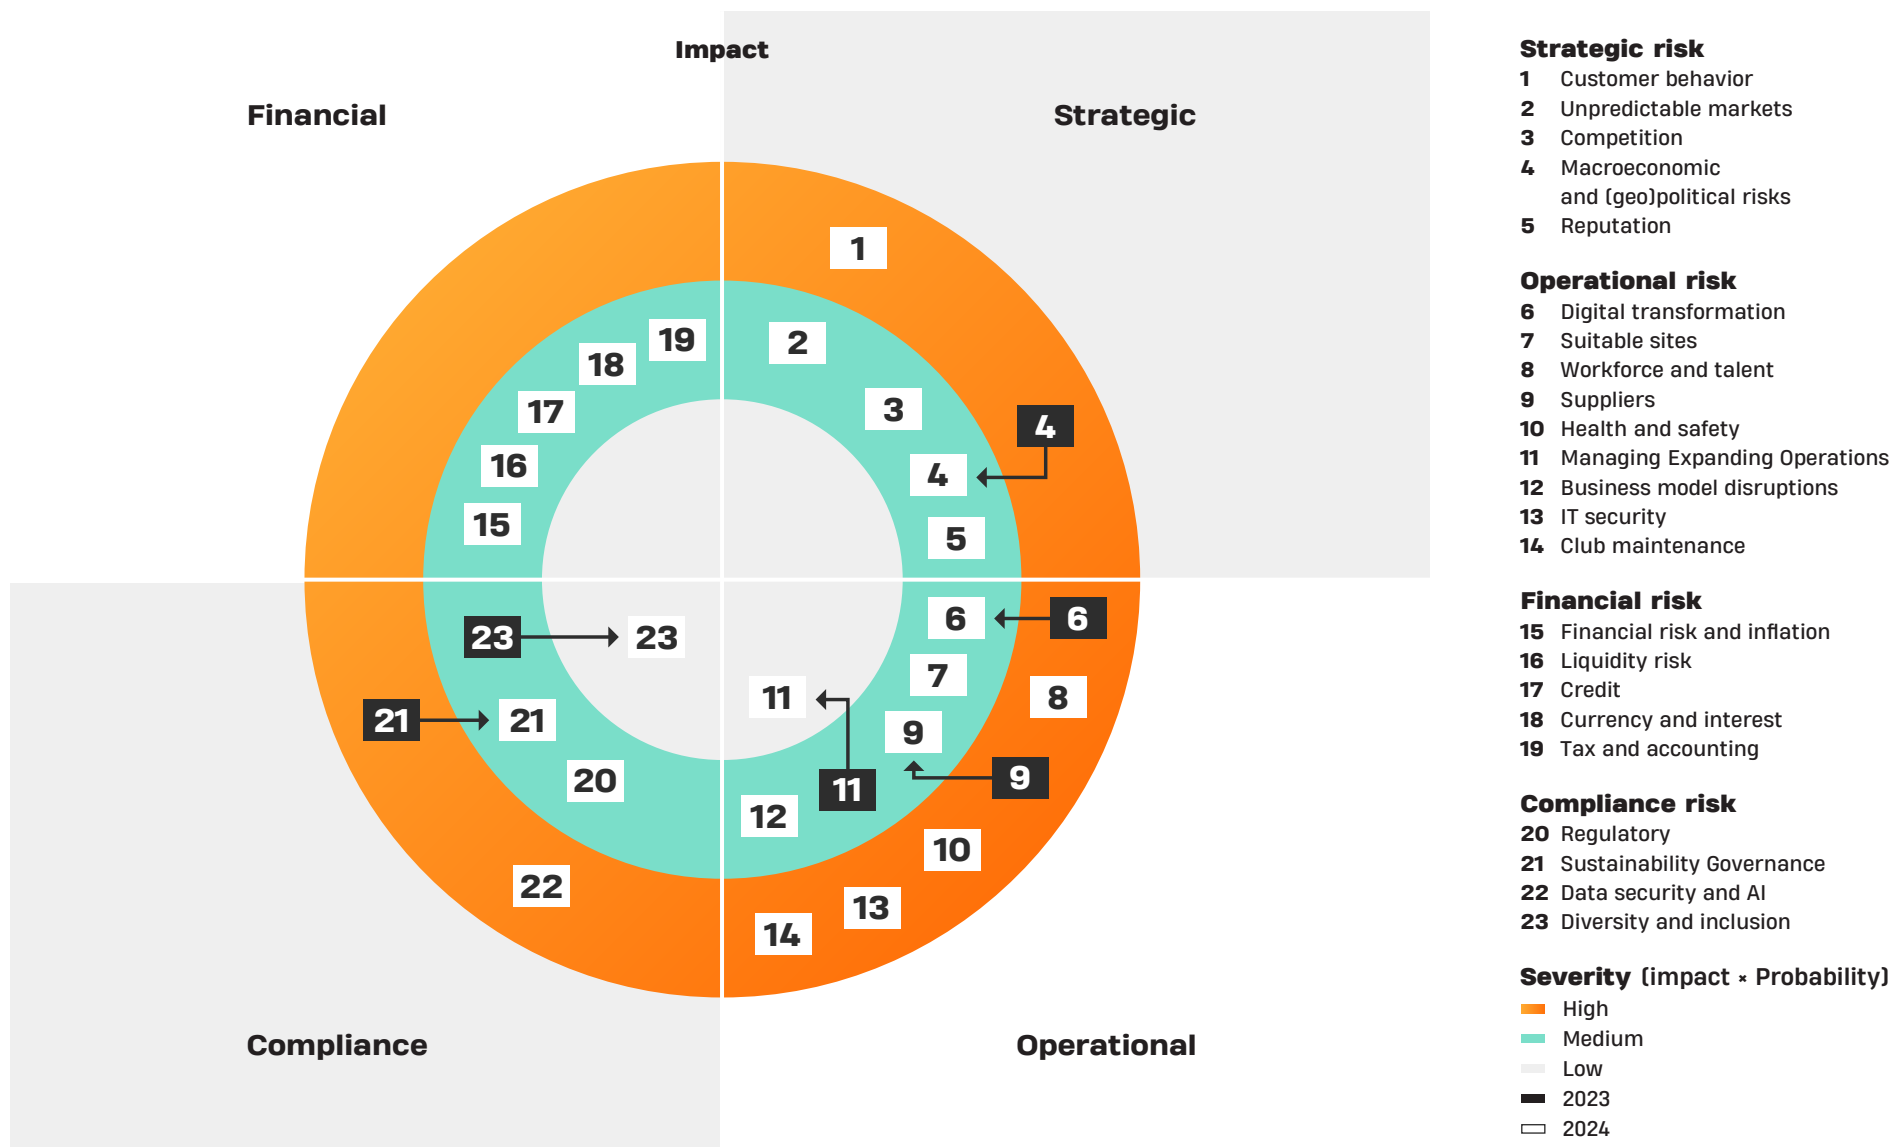 Impact
Financial
Strategic
1
19
2
18
17
3
4
16
4
15
5
23
23
6
6
7
11
8
21
21
9
20
11
9
12
10
22
13
14
Compliance
Operational
Strategic risk
1 Customer behavior
2 Unpredictable markets
3 Competition
4 Macroeconomic
and (geo)political risks
5 Reputation
Operational risk
6 Digital transformation
7 Suitable sites
8 Workforce and talent
9 Suppliers
10 Health and safety
11 Managing Expanding Operations
12 Business model disruptions
13 IT security
14 Club maintenance
Financial risk
15 Financial risk and inflation
16 Liquidity risk
17 Credit
18 Currency and interest
19 Tax and accounting
Compliance risk
20 Regulatory
21 Sustainability Governance
22 Data security and AI
23 Diversity and inclusion
Severity (impact × Probability)
High
Medium
Low
2023
2024